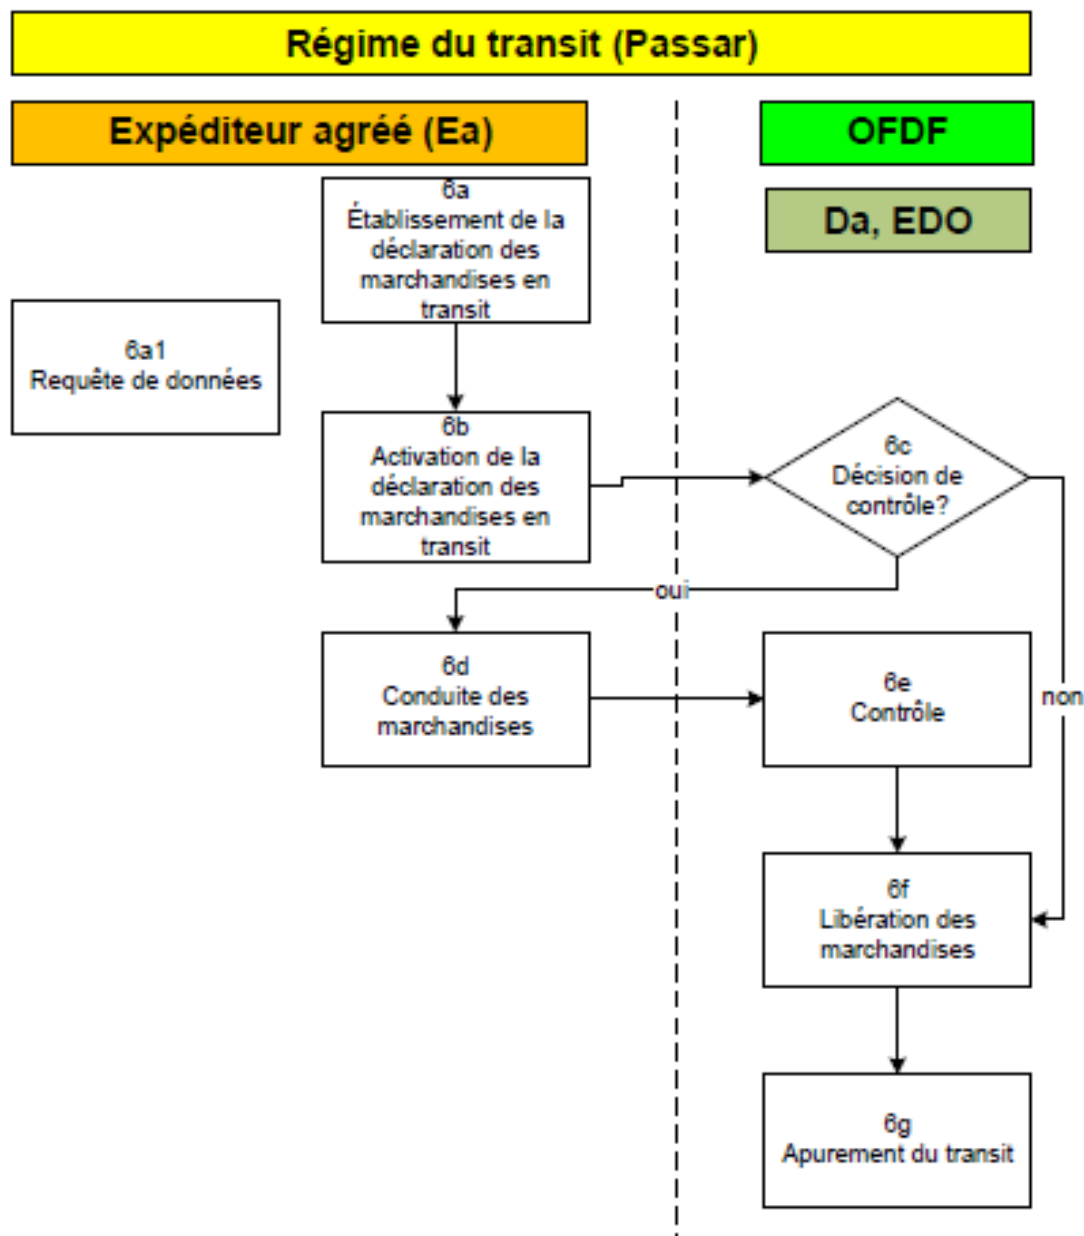 Régime du transit (Passar)
Expéditeur agréé (Ea)
OFDF
Da, EDO
6a
Établissement de la
déclaration des
marchandises en
transit
6a1
Requête de données
6b
Activation de la
déclaration des
marchandises en
transit
6c
Décision de
contrôle?
oui
6d
Conduite des
marchandises
6e
Contrôle
non
6f
Libération des
marchandises
6g
Apurement du transit